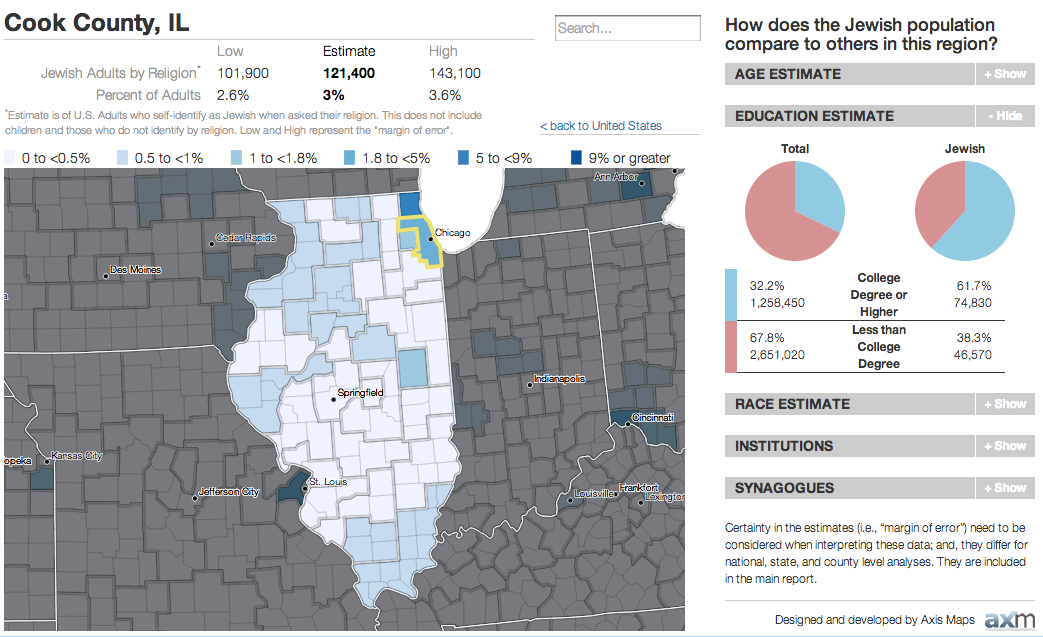 Cook County, IL
Search...
Low Estimate High
Jewish Adults by Religion* 101,900 121,400 143,100
Percent of Adults 2.6% 3% 3.6%
*Estimate is of U.S. Adults who self-identify as Jewish when asked their religion. This does not include
children and those who do not identify by religion. Low and High represent the "margin of error".
< back to United States
0 to <0.5% 0.5 to <1% 1 to <1.8% 1.8 to <5% 5 to <9% 9% or greater
Ann Arbor
Chicago
Cedar Rapids
Des Moines
a
Indianapolis
Springfield
Cincinnati
Kansas City
opeka
St. Louis
Jefferson City
Frankfort
Louisville
Lexington
How does the Jewish population
compare to others in this region?
AGE ESTIMATE + Show
EDUCATION ESTIMATE - Hide
Total Jewish
32.2% College 61.7%
1,258,450 Degree or 74,830
Higher
67.8% Less than 38.3%
2,651,020 College 46,570
Degree
RACE ESTIMATE + Show
INSTITUTIONS + Show
SYNAGOGUES + Show
Certainty in the estimates (i.e., “margin of error”) need to be
considered when interpreting these data; and, they differ for
national, state, and county level analyses. They are included
in the main report.
Designed and developed by Axis Maps axm